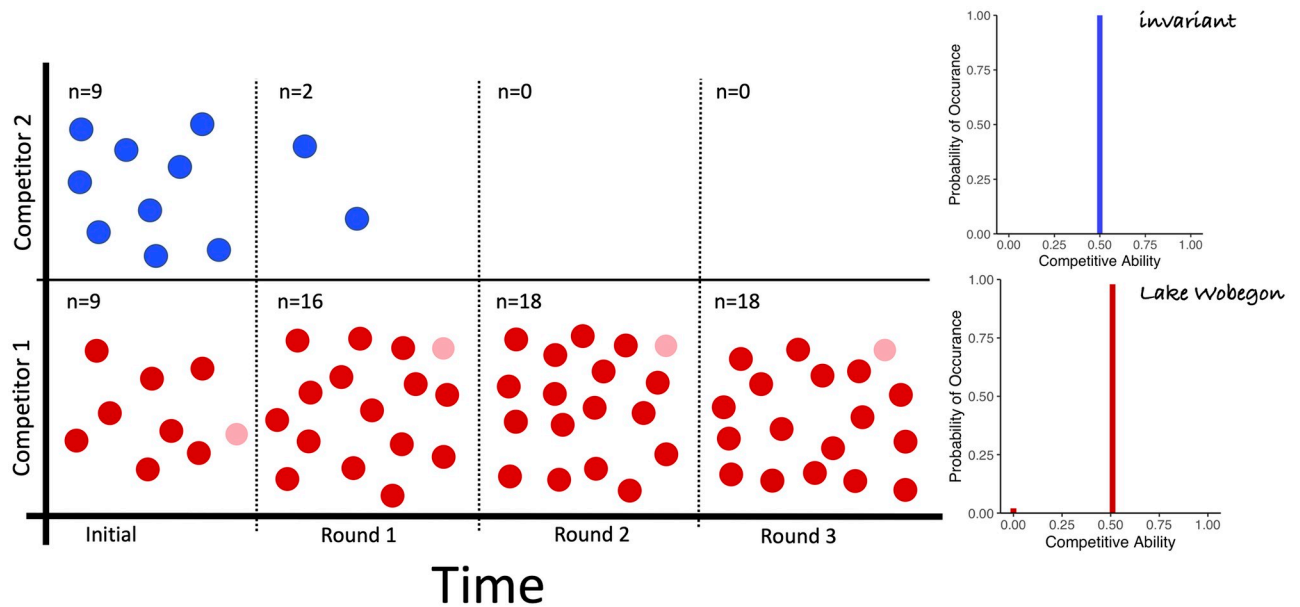 Competitor 2
n=9
n=2
n=0
n=0
Competitor 1
n=9
n=16
n=18
n=18
Initial
Round 1
Round 2
Round 3
Time
invariant
Probability of Occurance
1.00
0.75
0.50
0.25
0.00
0.00 0.25 0.50 0.75 1.00
Competitive Ability
Lake Wobegon
Probability of Occurance
1.00
0.75
0.50
0.25
0.00
0.00 0.25 0.50 0.75 1.00
Competitive Ability